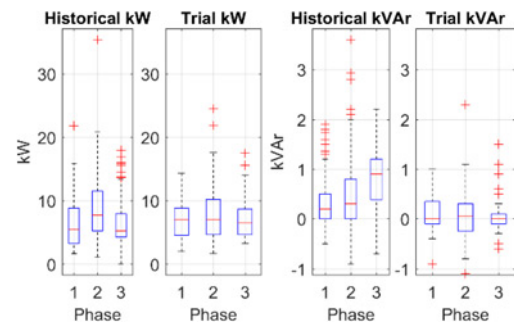 Historical kW Trial kW Historical kVAr Trial kVAr
30 30 3 3
20 20 2 2
kW kVAr
10 10 1 1
0 0 0 0
-1 -1
1 2 3 1 2 3 1 2 3 1 2 3
Phase Phase Phase Phase